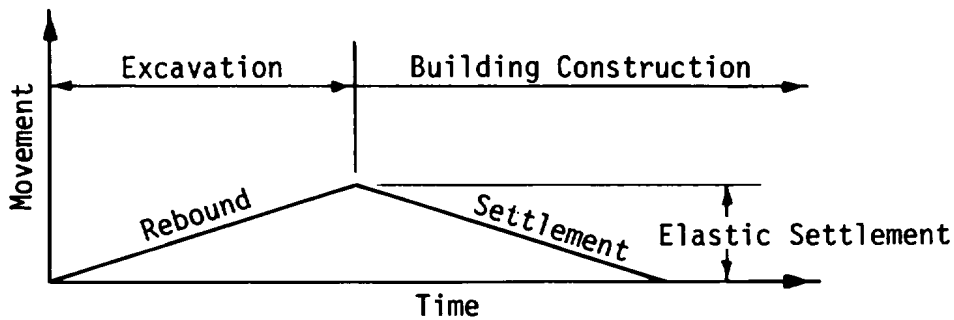 Excavation
Building Construction
Movement
Rebound
Settlement
Elastic Settlement
Time